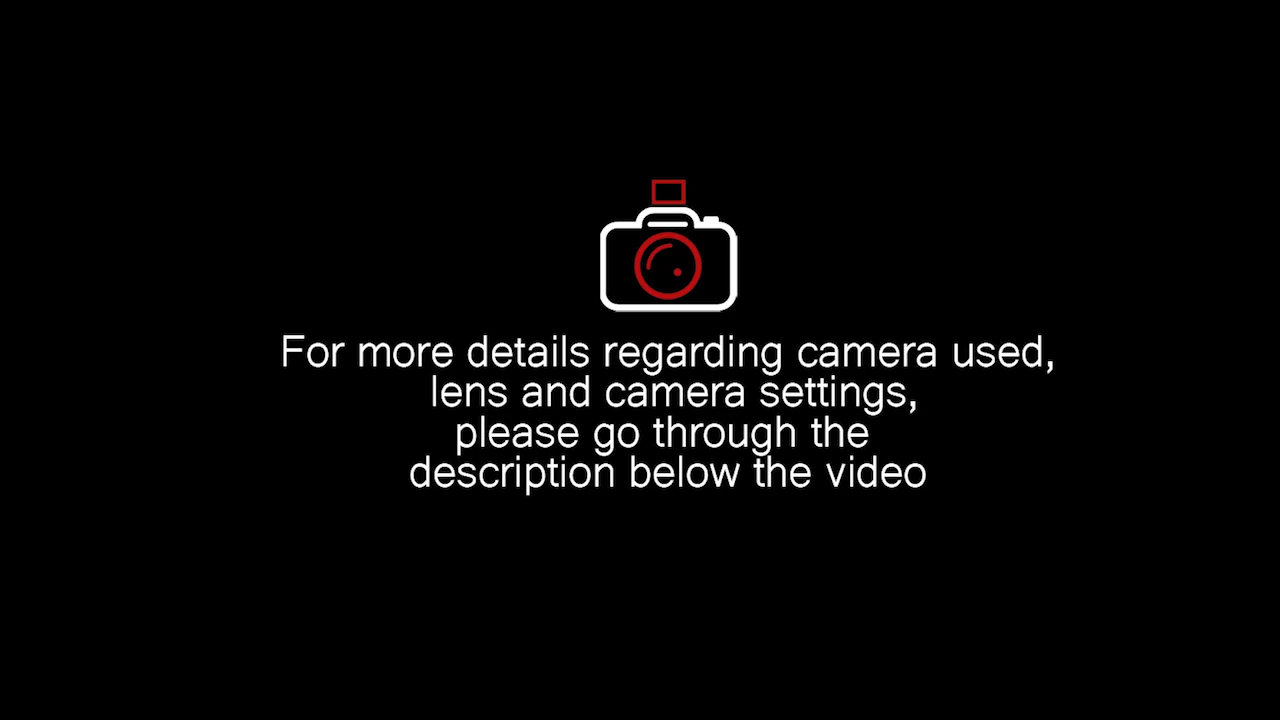 For more details regarding camera used,
lens and camera settings,
please go through the
description below the video